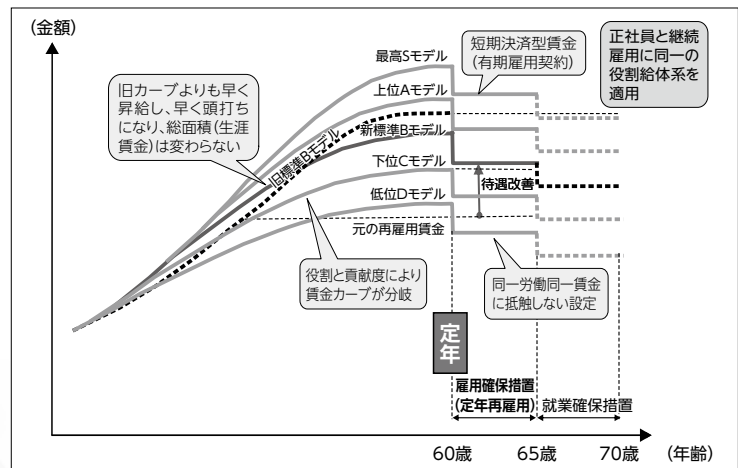 (金額)
最高Sモデル
上位Aモデル
新標準Bモデル
旧標準Bモデル
下位Cモデル
低位Dモデル
元の再雇用賃金
旧カーブよりも早く
昇給し、早く頭打ち
になり、総面積(生涯
賃金)は変わらない
短期決済型賃金
(有期雇用契約)
正社員と継続
雇用に同一の
役割給体系を
適用
待遇改善
役割と貢献度により
賃金カーブが分岐
同一労働同一賃金
に抵触しない設定
定年
雇用確保措置
(定年再雇用)
就業確保措置
60歳
65歳
70歳
(年齢)